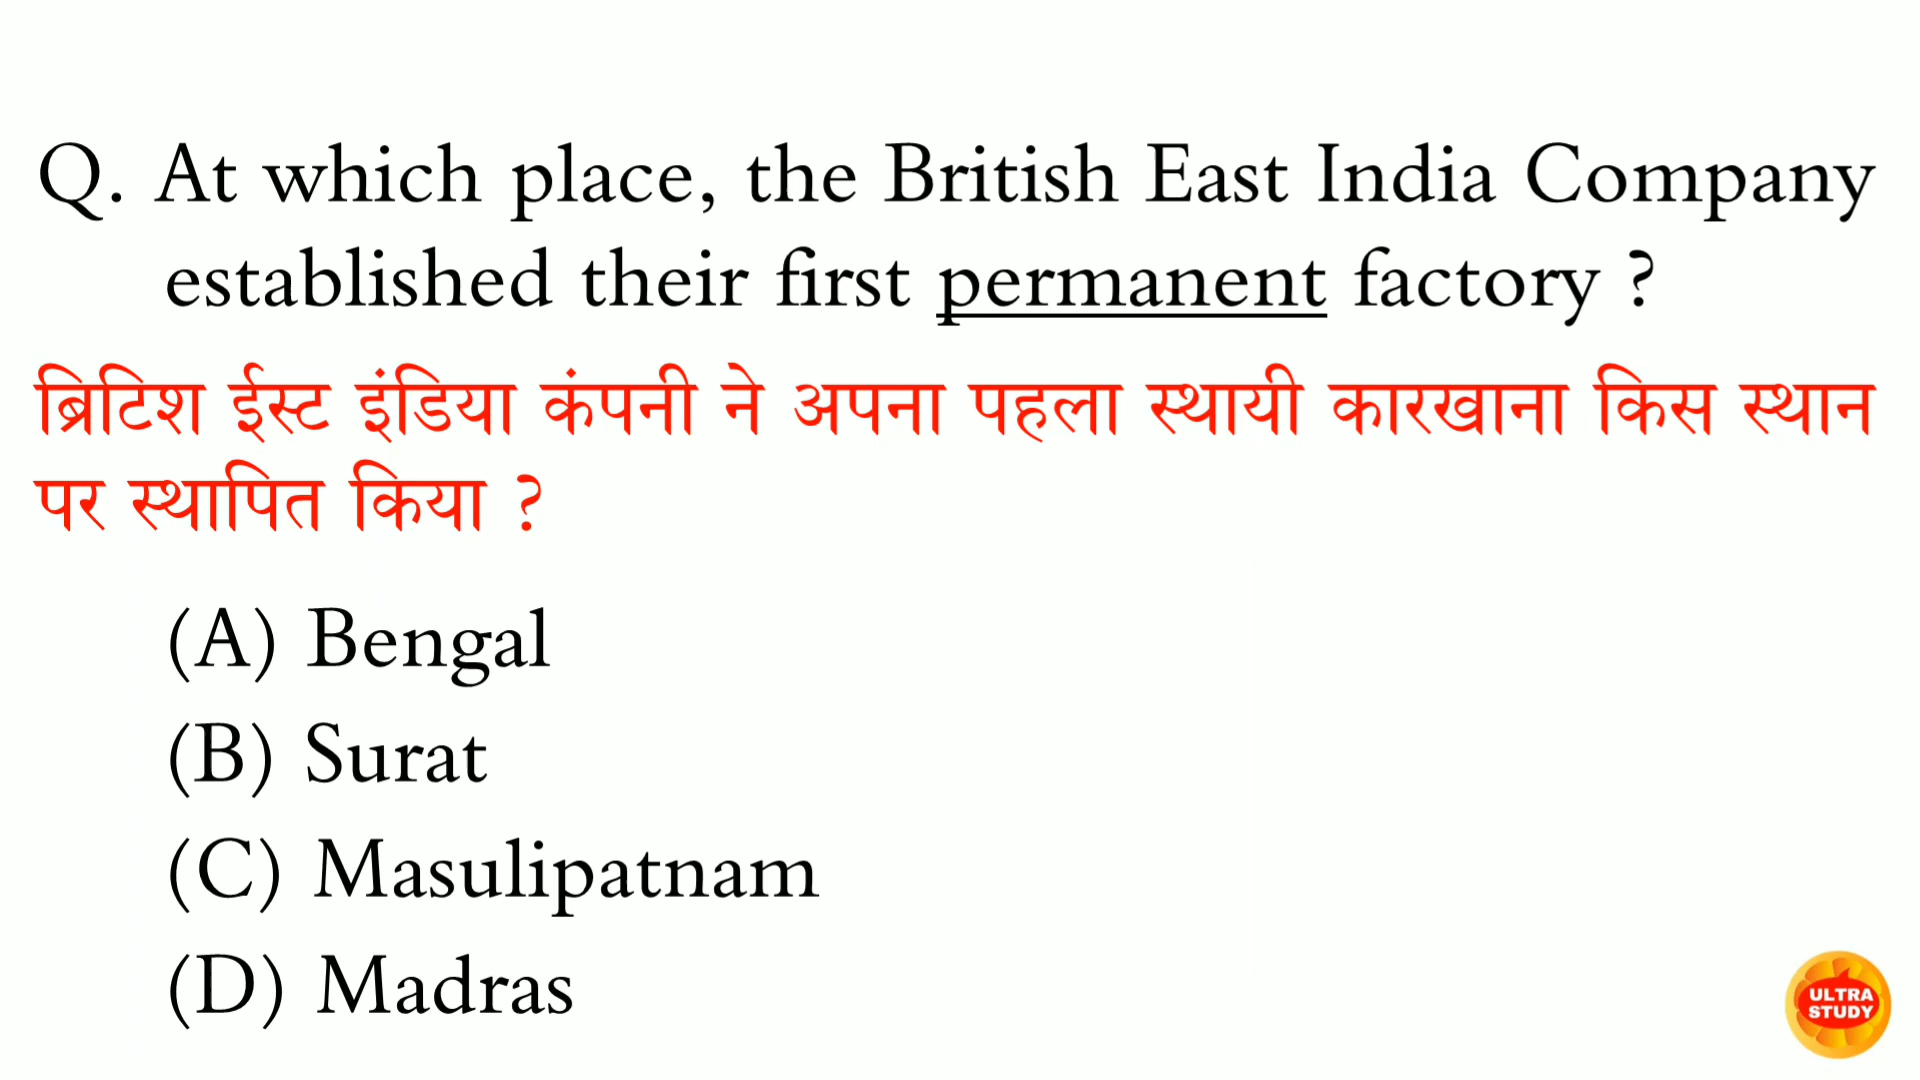 Q. At which place, the British East India Company
established their first permanent factory ?
ब्रिटिश ईस्ट इंडिया कंपनी ने अपना पहला स्थायी कारखाना किस स्थान
पर स्थापित किया ?
(A) Bengal
(B) Surat
(C) Masulipatnam
(D) Madras
ULTRA
STUDY